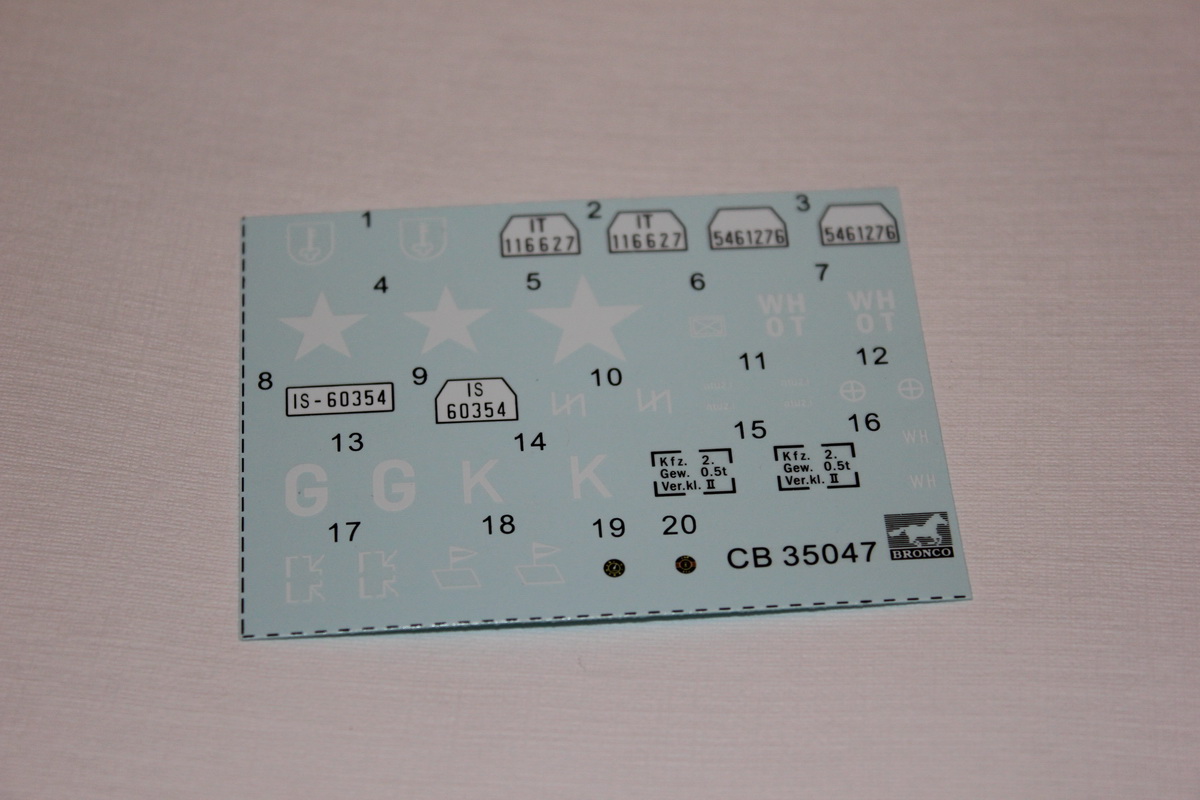 1 2 3
IT
116627
IT
116627
5461276
5461276
4 5 6 7
WH
OT
WH
OT
8 9 10 11 12
IS-60354
IS
60354
13 14 15 16
G G K K
Kfz. 2.
Gew. 0.5t
Ver.kl. II
Kfz. 2.
Gew. 0.5t
Ver.kl. II
WH
WH
17 18 19 20
K
K
CB 35047
BRONCO